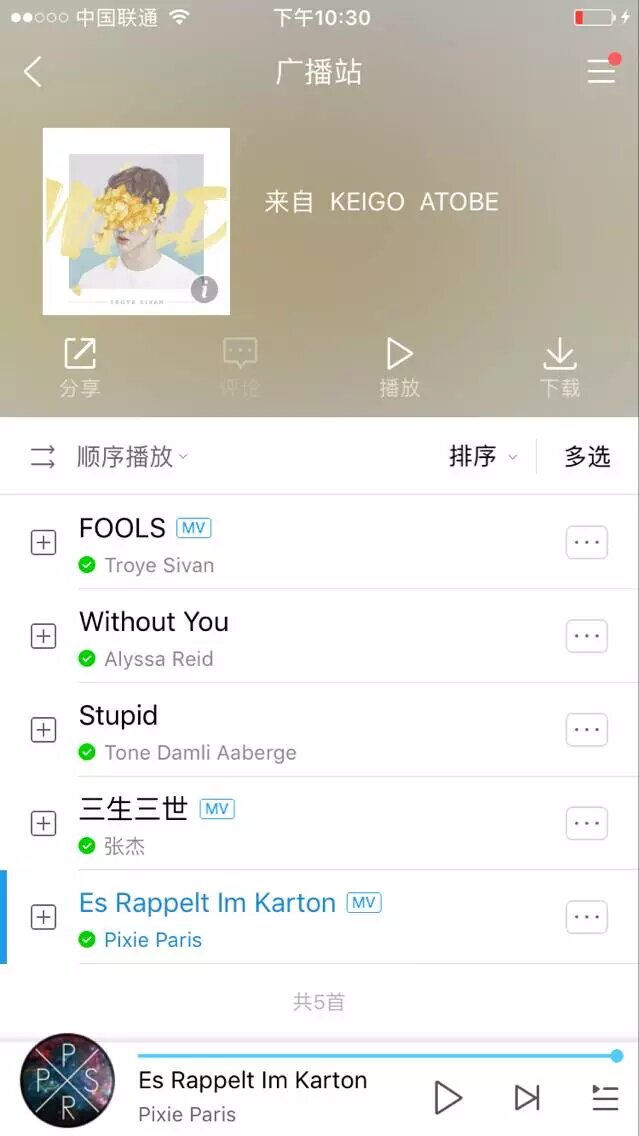 中国联通 下午10:30
广播站
WILD
TROYE SIVAN
来自 KEIGO ATOBE
分享 评论 播放 下载
顺序播放 排序 多选
FOOLS MV
Troye Sivan
Without You
Alyssa Reid
Stupid
Tone Damli Aaberge
三生三世 MV
张杰
Es Rappelt Im Karton MV
Pixie Paris
共5首
P P S R
Es Rappelt Im Karton
Pixie Paris